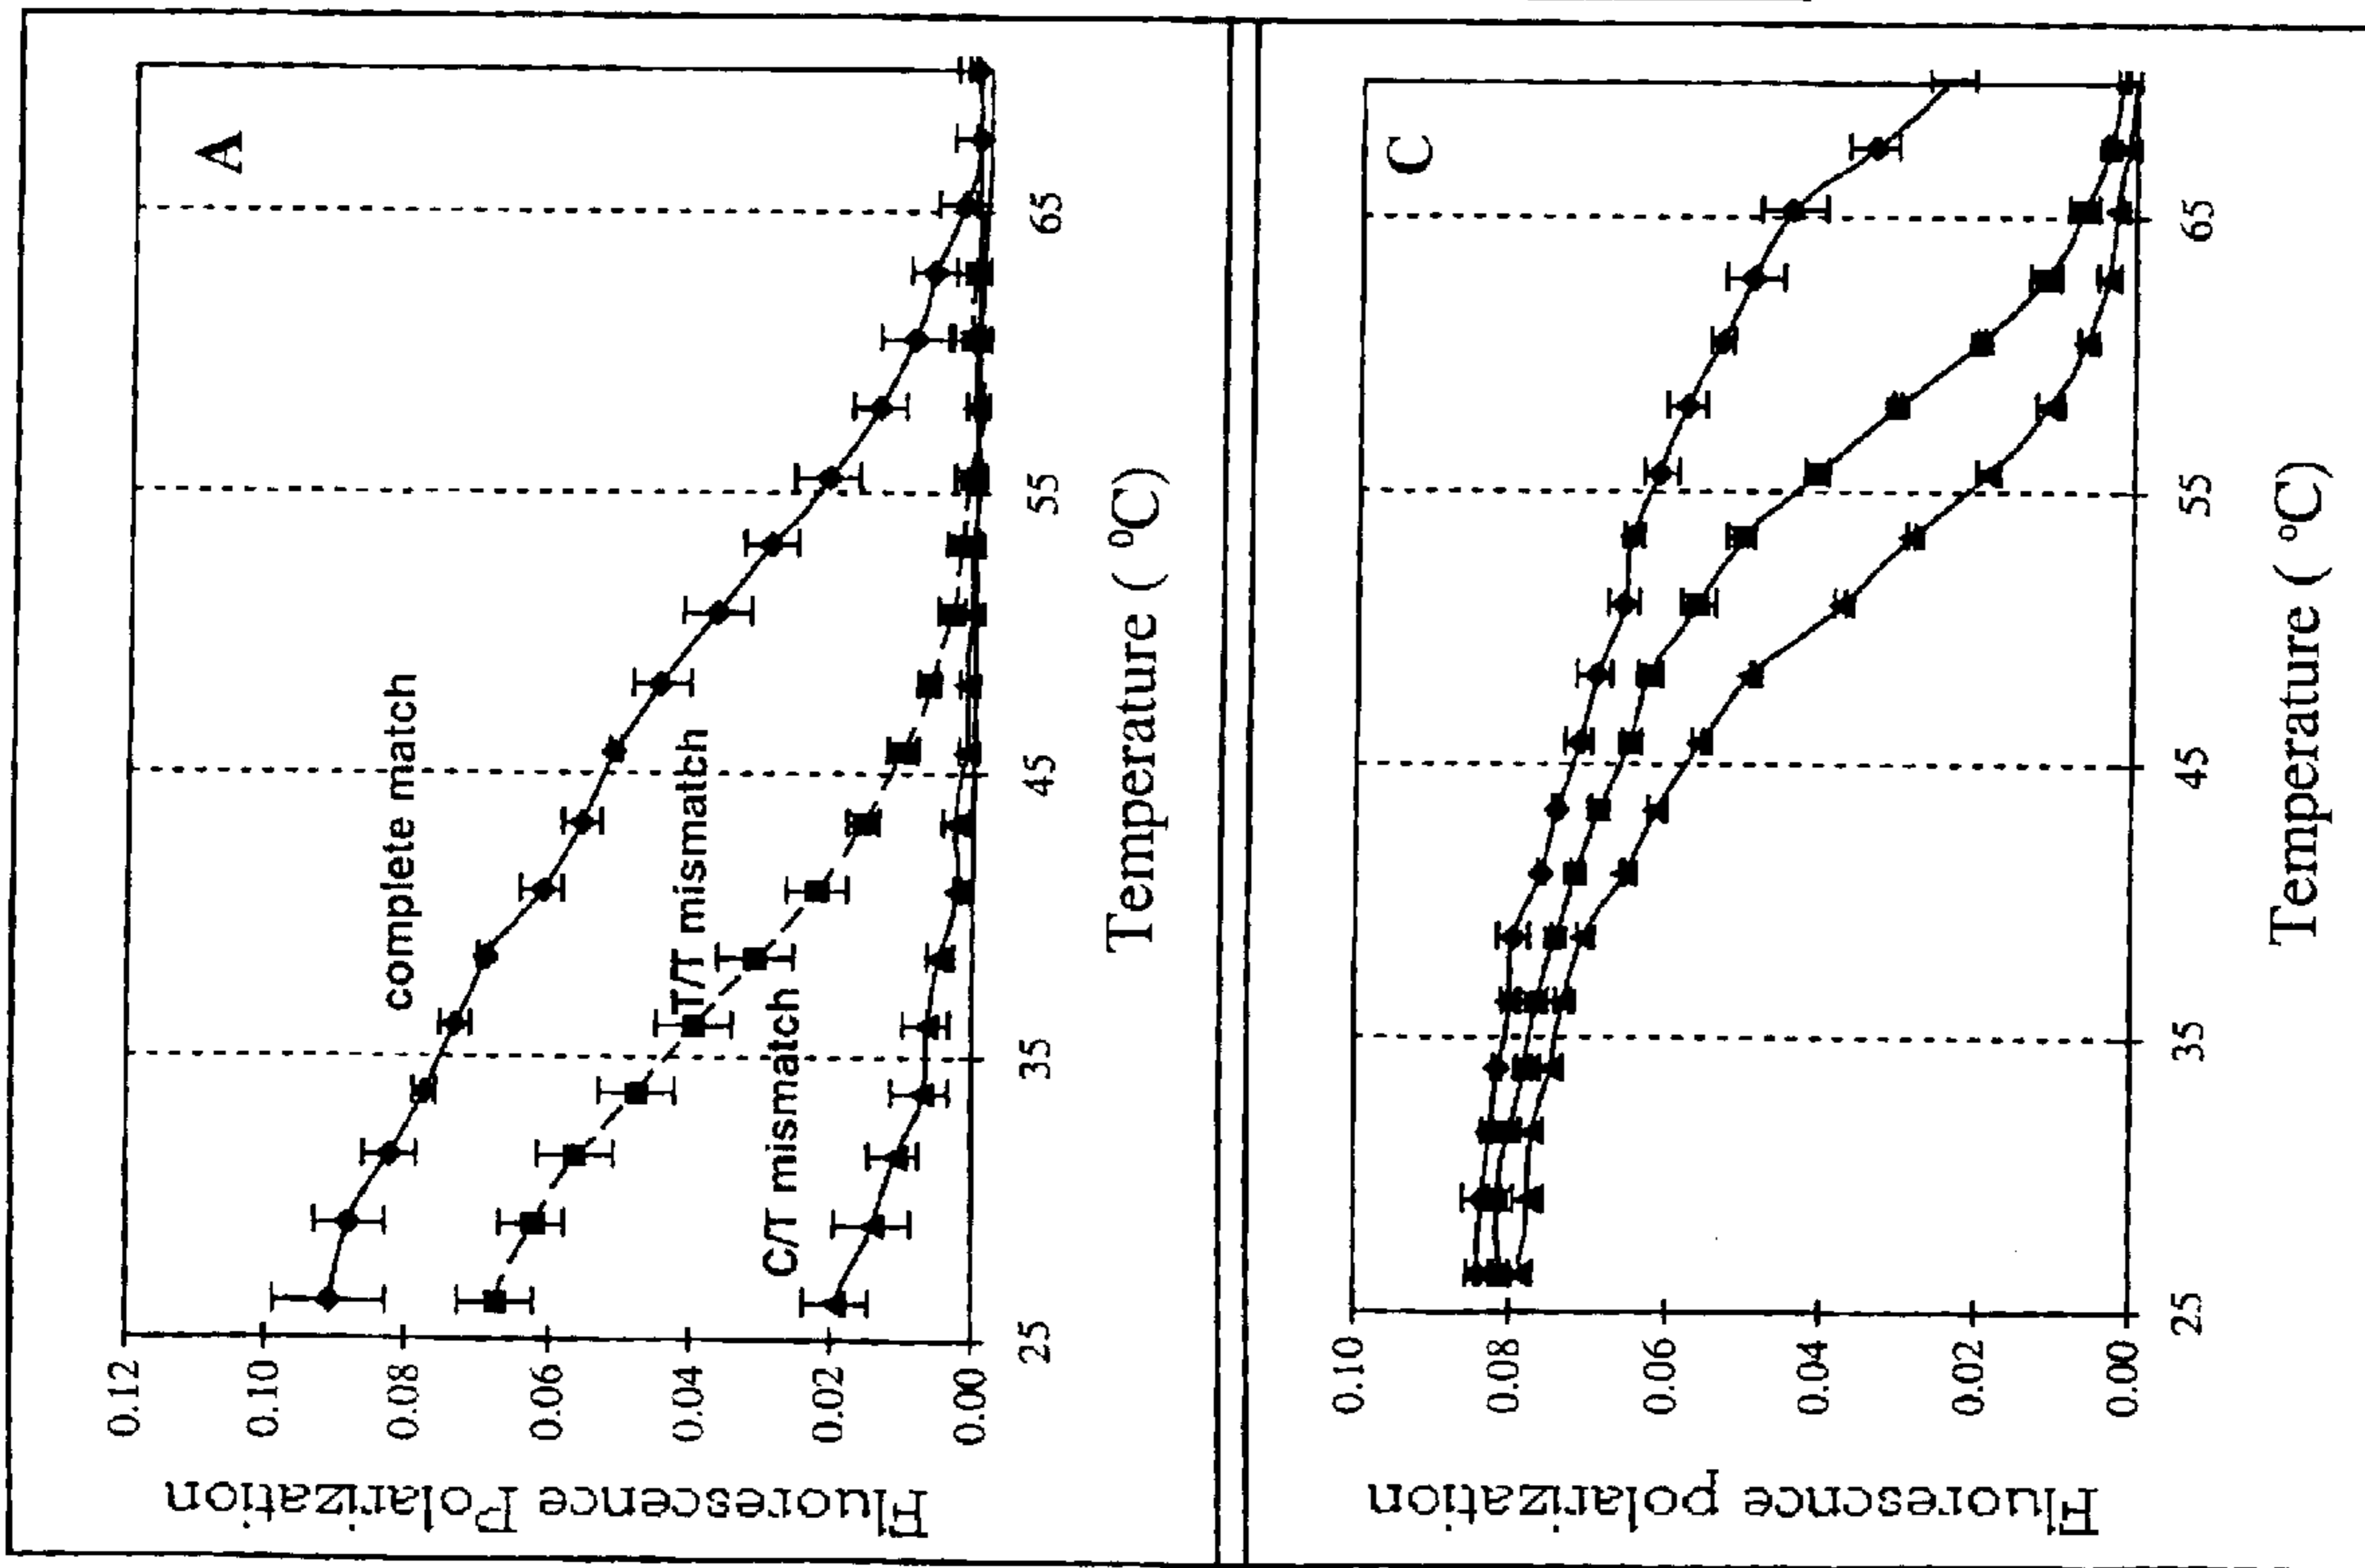 A
Fluorescence Polarization
0.12
0.10
0.08
0.06
0.04
0.02
0.00
complete match
T/T mismatch
C/T mismatch
25
35
45
55
65
Temperature ( °C)
C
Fluorescnce polarization
0.10
0.08
0.06
0.04
0.02
0.00
25
35
45
55
65
Temperature ( °C)